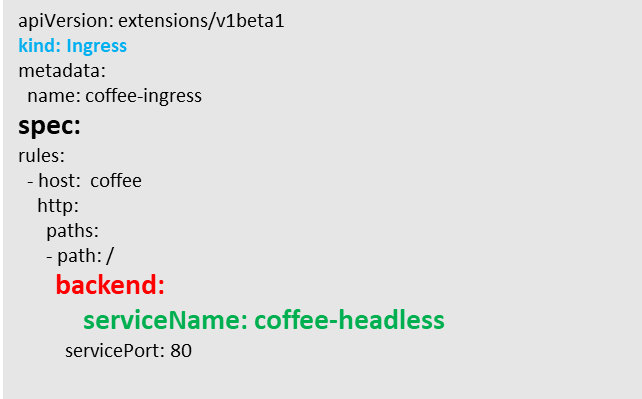 apiVersion: extensions/v1beta1
kind: Ingress
metadata:
  name: coffee-ingress
spec:
rules:
  - host:  coffee
    http:
      paths:
      - path: /
        backend:
            serviceName: coffee-headless
          servicePort: 80